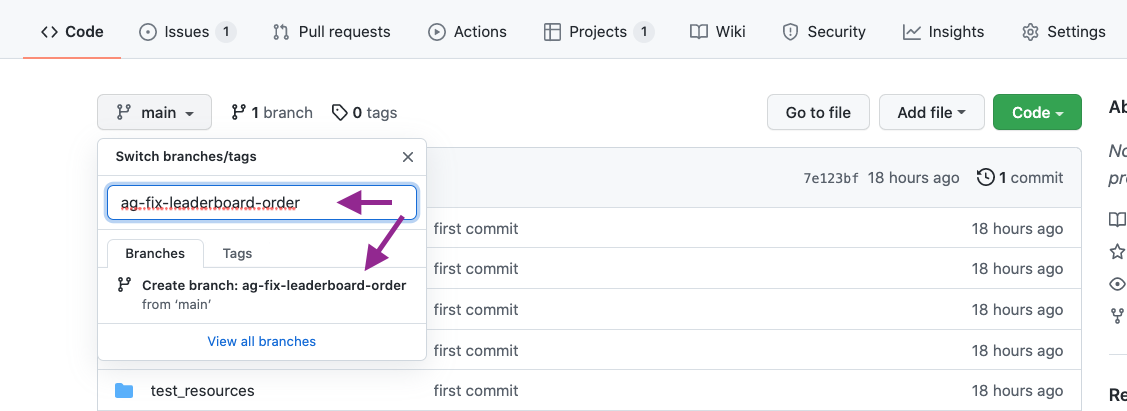 Code Issues 1 Pull requests Actions Projects 1 Wiki Security Insights Settings
main 1 branch 0 tags Go to file Add file Code Ab
Switch branches/tags
No
pr
7e123bf 18 hours ago 1 commit
ag-fix-leaderboard-order
first commit 18 hours ago
Branches Tags
first commit 18 hours ago
Create branch: ag-fix-leaderboard-order
from ‘main’
first commit 18 hours ago
View all branches
first commit 18 hours ago
test_resources first commit 18 hours ago
Re